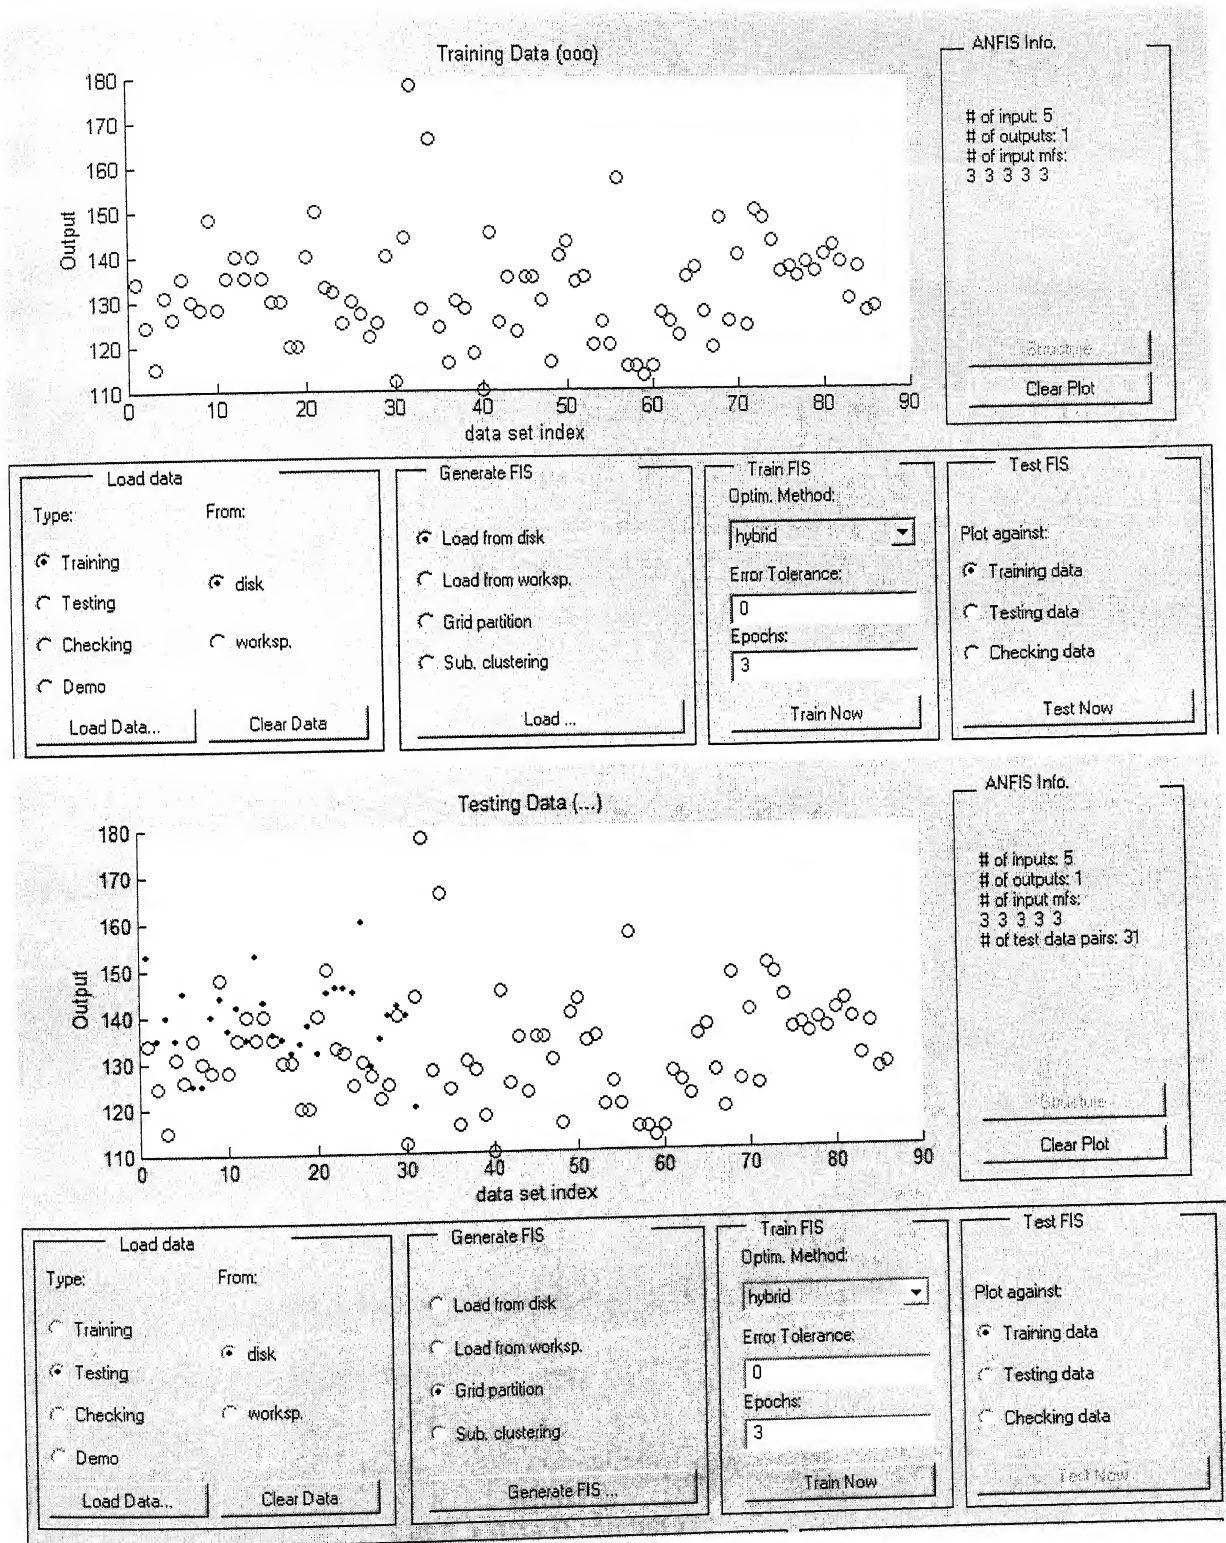 Training Data (ooo)
180
170
160
150
140
130
120
110
Output
0 10 20 30 40 50 60 70 80 90
data set index
ANFIS Info.
# of input: 5
# of outputs: 1
# of input mfs:
3 3 3 3 3
Structure
Clear Plot
Load data
Type:
From:
Training
Testing
Checking
Demo
disk
worksp.
Load Data...
Clear Data
Generate FIS
Load from disk
Load from worksp.
Grid partition
Sub. clustering
Load ...
Train FIS
Optim. Method:
hybrid
Error Tolerance:
0
Epochs:
3
Train Now
Test FIS
Plot against:
Training data
Testing data
Checking data
Test Now
Testing Data (...)
180
170
160
150
140
130
120
110
Output
0 10 20 30 40 50 60 70 80 90
data set index
ANFIS Info.
# of inputs: 5
# of outputs: 1
# of input mfs:
3 3 3 3 3
# of test data pairs: 31
Structure
Clear Plot
Load data
Type:
From:
Training
Testing
Checking
Demo
disk
worksp.
Load Data...
Clear Data
Generate FIS
Load from disk
Load from worksp.
Grid partition
Sub. clustering
Generate FIS ...
Train FIS
Optim. Method:
hybrid
Error Tolerance:
0
Epochs:
3
Train Now
Test FIS
Plot against:
Training data
Testing data
Checking data
Test Now